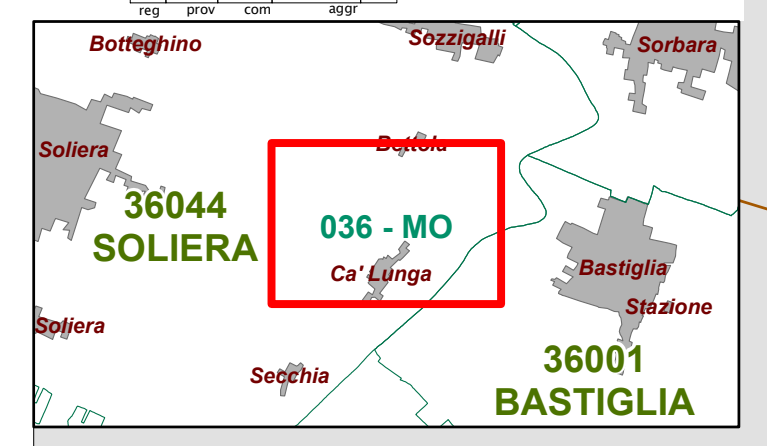 reg prov com aggr
Botteghino
Sozzigalli
Sorbara
Soliera
Bettola
36044
SOLIERA
036 - MO
Ca' Lunga
Bastiglia
Stazione
Soliera
Secchia
36001
BASTIGLIA